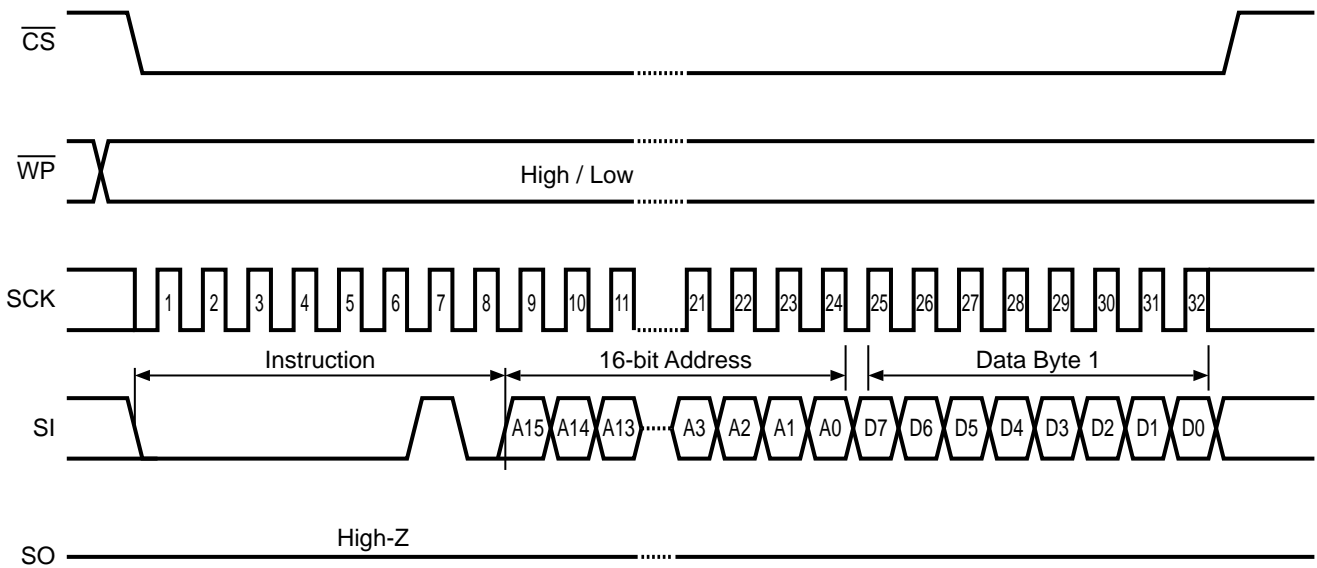 CS
WP
High / Low
SCK
1 2 3 4 5 6 7 8 9 10 11 21 22 23 24 25 26 27 28 29 30 31 32
Instruction 16-bit Address Data Byte 1
SI
A15 A14 A13 A3 A2 A1 A0 D7 D6 D5 D4 D3 D2 D1 D0
High-Z
SO